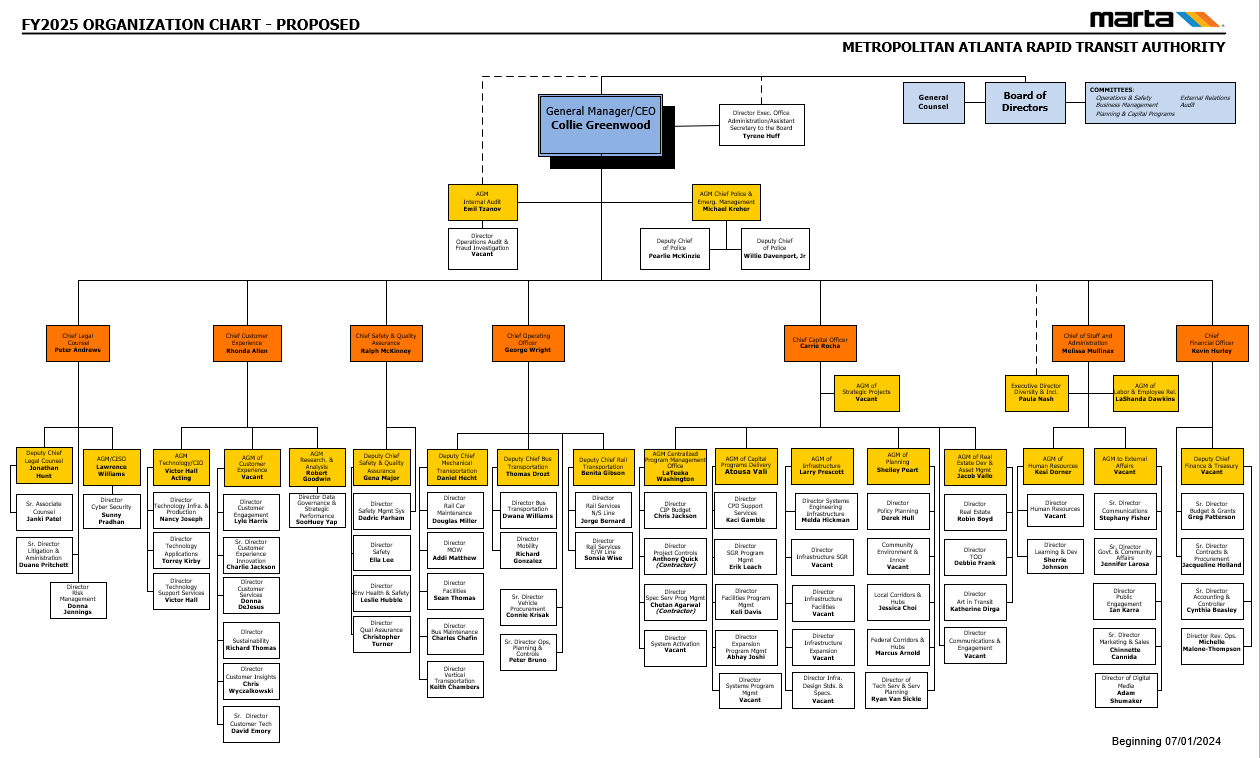 FY2025 ORGANIZATION CHART - PROPOSED
marta
METROPOLITAN ATLANTA RAPID TRANSIT AUTHORITY
General Manager/CEO
Collie Greenwood
Director Exec. Office
Administration/Assistant
Secretary to the Board
Tyrene Huff
General
Counsel
Board of
Directors
COMMITTEES:
Operations & Safety
External Relations
Business Management
Audit
Planning & Capital Programs
AGM
Internal Audit
Emil Tzanov
AGM Chief Police &
Emerg. Management
Michael Kreher
Director
Operations Audit &
Fraud Investigation
Vacant
Deputy Chief
of Police
Pearlie McKinzie
Deputy Chief
of Police
Willie Davenport, Jr
Chief Legal
Counsel
Peter Andrews
Chief Customer
Experience
Rhonda Allen
Chief Safety & Quality
Assurance
Ralph McKinney
Chief Operating
Officer
George Wright
Chief Capital Officer
Carrie Rocha
Chief of Staff and
Administration
Melissa Mullinax
Chief
Financial Officer
Kevin Hurley
AGM of
Strategic Projects
Vacant
Executive Director
Diversity & Incl.
Paula Nash
AGM of
Labor & Employee Rel.
LaShanda Dawkins
Deputy Chief
Legal Counsel
Jonathan
Hunt
AGM/CISO
Lawrence
Williams
AGM
Technology/CIO
Victor Hall
Acting
AGM of
Customer
Experience
Vacant
AGM
Research. &
Analysis
Robert
Goodwin
Deputy Chief
Safety & Quality
Assurance
Gena Major
Deputy Chief
Mechanical
Transportation
Daniel Hecht
Deputy Chief Bus
Transportation
Thomas Drozt
Deputy Chief Rail
Transportation
Benita Gibson
AGM Centralized
Program Management
Office
LaTeeka
Washington
AGM of Capital
Programs Delivery
Atousa Vali
AGM of
Infrastructure
Larry Prescott
AGM of
Planning
Shelley Peart
AGM of Real
Estate Dev &
Asset Mgmt
Jacob Vallo
AGM of
Human Resources
Kesi Dorner
AGM to External
Affairs
Vacant
Deputy Chief
Finance & Treasury
Vacant
Sr. Associate
Counsel
Janki Patel
Director
Cyber Security
Sunny
Pradhan
Director
Technology Infra. &
Production
Nancy Joseph
Director
Customer
Engagement
Lyle Harris
Director Data
Governance &
Strategic
Performance
SooHuey Yap
Director
Safety Mgmt Sys
Dedric Parham
Director
Rail Car
Maintenance
Douglas Miller
Director Bus
Transportation
Dwana Williams
Director
Rail Services
N/S Line
Jorge Bernard
Director
CIP Budget
Chris Jackson
Director
CPD Support
Services
Kaci Gamble
Director Systems
Engineering
Infrastructure
Melda Hickman
Director
Policy Planning
Derek Hull
Director
Real Estate
Robin Boyd
Director
Human Resources
Vacant
Sr. Director
Communications
Stephany Fisher
Sr. Director
Budget & Grants
Greg Patterson
Sr. Director
Litigation &
Administration
Duane Pritchett
Director
Technology
Applications
Torrey Kirby
Sr. Director
Customer
Experience
Innovation
Charlie Jackson
Director
Safety
Ella Lee
Director
MOW
Addi Matthew
Director
Mobility
Richard
Gonzalez
Director
Rail Services
E/W Line
Sonsia Wise
Director
Project Controls
Anthony Quick
(Contractor)
Director
SGR Program
Mgmt
Erik Leach
Director
Infrastructure SGR
Vacant
Community
Environment &
Innov
Vacant
Director
TOD
Debbie Frank
Director
Learning & Dev
Sherrie
Johnson
Sr. Director
Govt. & Community
Affairs
Jennifer Larosa
Sr. Director
Contracts &
Procurement
Jacqueline Holland
Director
Risk
Management
Donna
Jennings
Director
Technology
Support Services
Victor Hall
Director
Customer
Services
Donna
DeJesus
Director
Env Health & Safety
Leslie Hubble
Director
Facilities
Sean Thomas
Sr. Director
Vehicle
Procurement
Connie Krisak
Director
Spec Serv Prog Mgmt
Chetan Agarwal
(Contractor)
Director
Facilities Program
Mgmt
Keli Davis
Director
Infrastructure
Facilities
Vacant
Local Corridors &
Hubs
Jessica Choi
Director
Art in Transit
Katherine Dirga
Director
Public
Engagement
Ian Karra
Sr. Director
Accounting &
Controller
Cynthia Beasley
Director
Sustainability
Richard Thomas
Director
Qual Assurance
Christopher
Turner
Director
Bus Maintenance
Charles Chafin
Sr. Director Ops,
Planning &
Controls
Peter Bruno
Director
System Activation
Vacant
Director
Expansion
Program Mgmt
Abhay Joshi
Director
Infrastructure
Expansion
Vacant
Federal Corridors &
Hubs
Marcus Arnold
Director
Communications &
Engagement
Vacant
Sr. Director
Marketing & Sales
Chinnette
Cannida
Director Rev. Ops.
Michelle
Malone-Thompson
Director
Customer Insights
Chris
Wyczalkowski
Director
Vertical
Transportation
Keith Chambers
Director
Systems Program
Mgmt
Vacant
Director Infra.
Design Stds. &
Specs.
Vacant
Director of
Tech Serv & Serv
Planning
Ryan Van Sickle
Director of Digital
Media
Adam
Shumaker
Sr. Director
Customer Tech
David Emory
Beginning 07/01/2024